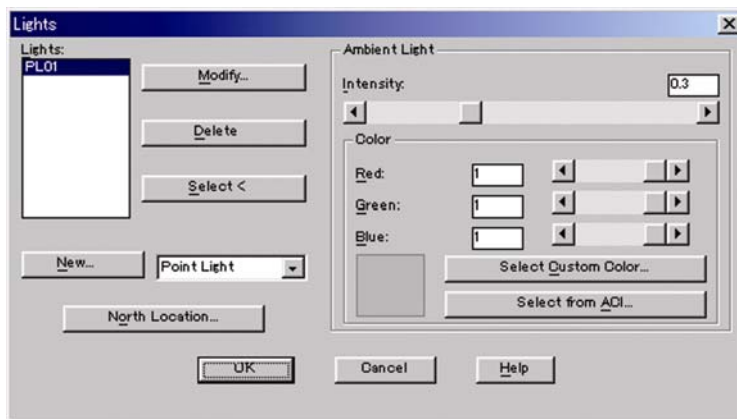 Lights
Lights:
PL01
Modify...
Delete
Select <
New...
Point Light
North Location...
Ambient Light
Intensity:
0.3
Color
Red:
1
Green:
1
Blue:
1
Select Custom Color...
Select from ACI...
OK
Cancel
Help